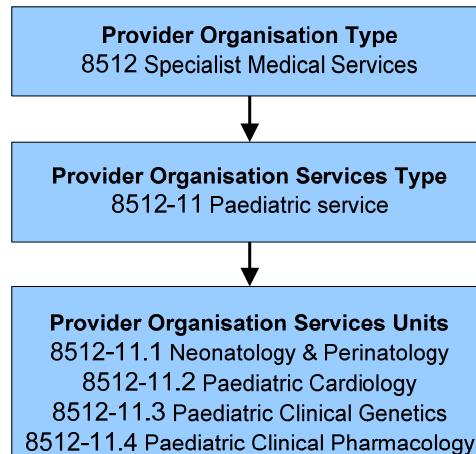 Provider Organisation Type
8512 Specialist Medical Services
Provider Organisation Services Type
8512-11 Paediatric service
Provider Organisation Services Units
8512-11.1 Neonatology & Perinatology
8512-11.2 Paediatric Cardiology
8512-11.3 Paediatric Clinical Genetics
8512-11.4 Paediatric Clinical Pharmacology